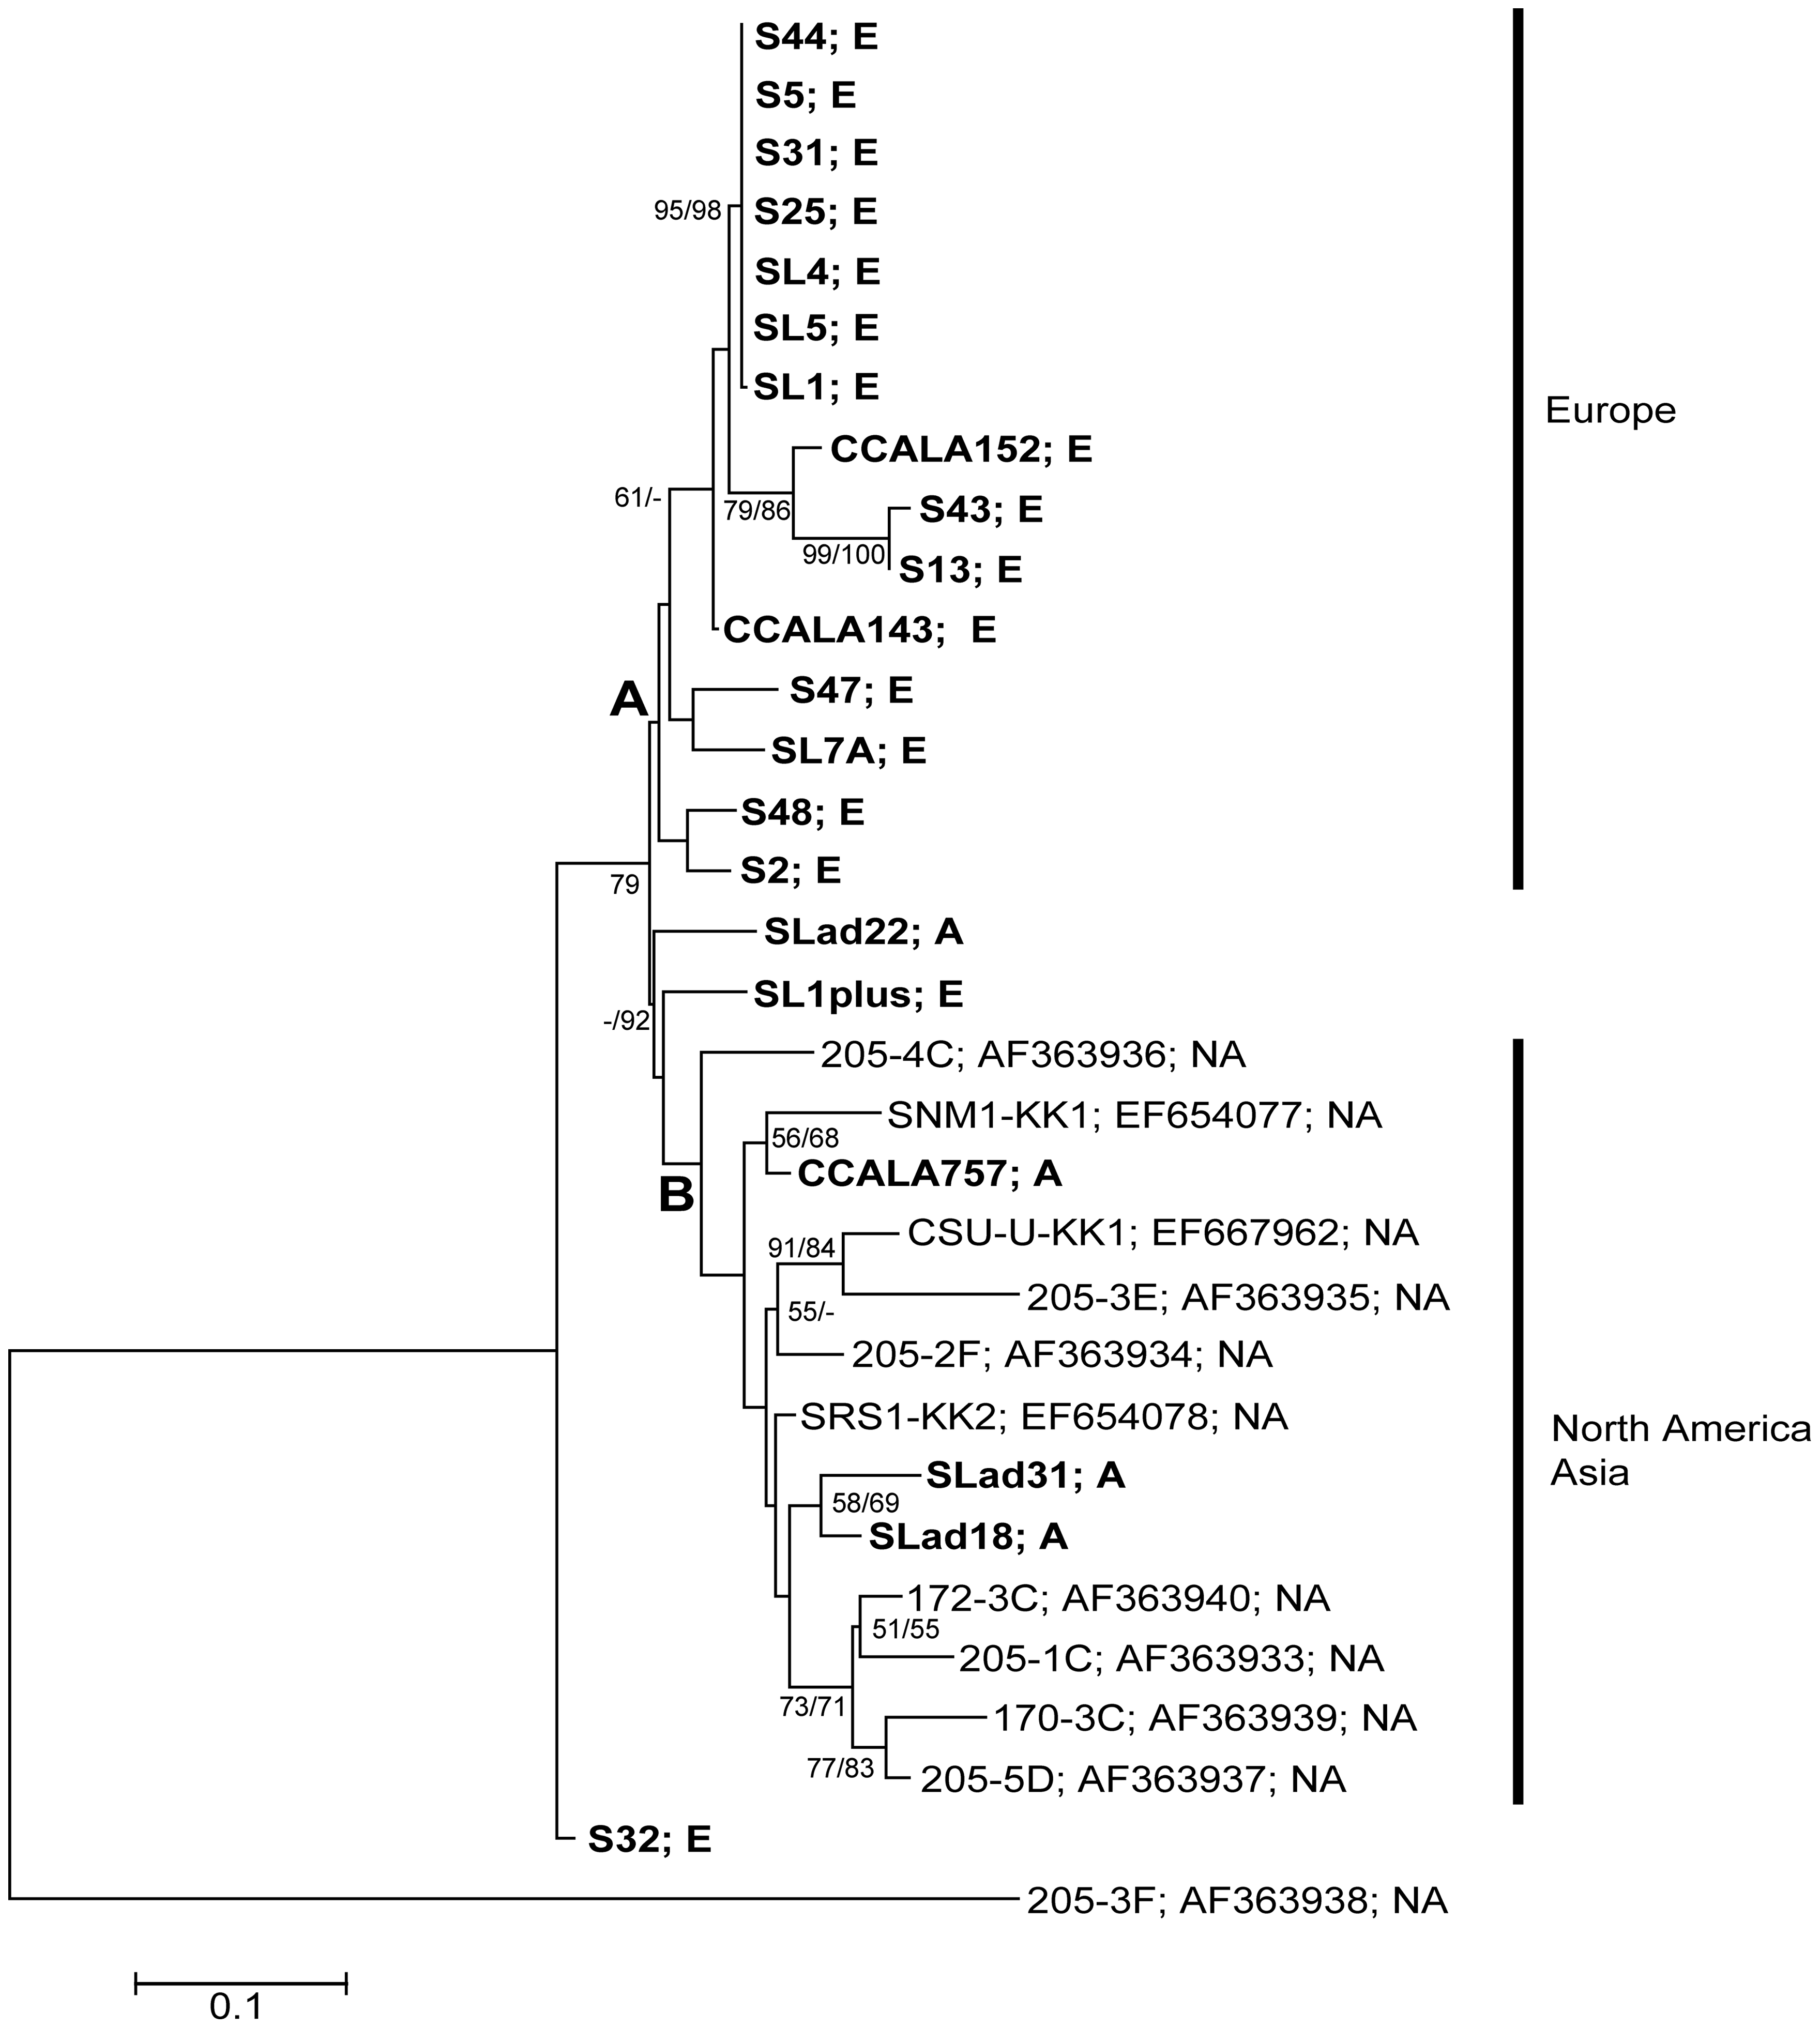 S44; E
S5; E
S31; E
95/98
S25; E
SL4; E
SL5; E
SL1; E
Europe
CCALA152; E
61/-
79/86
S43; E
99/100
S13; E
CCALA143;  E
A
S47; E
SL7A; E
S48; E
S2; E
79
SLad22; A
SL1plus; E
-/92
205-4C; AF363936; NA
SNM1-KK1; EF654077; NA
56/68
CCALA757; A
B
CSU-U-KK1; EF667962; NA
91/84
205-3E; AF363935; NA
55/-
205-2F; AF363934; NA
SRS1-KK2; EF654078; NA
North America
Asia
SLad31; A
58/69
SLad18; A
172-3C; AF363940; NA
51/55
205-1C; AF363933; NA
73/71
170-3C; AF363939; NA
77/83
205-5D; AF363937; NA
S32; E
205-3F; AF363938; NA
0.1